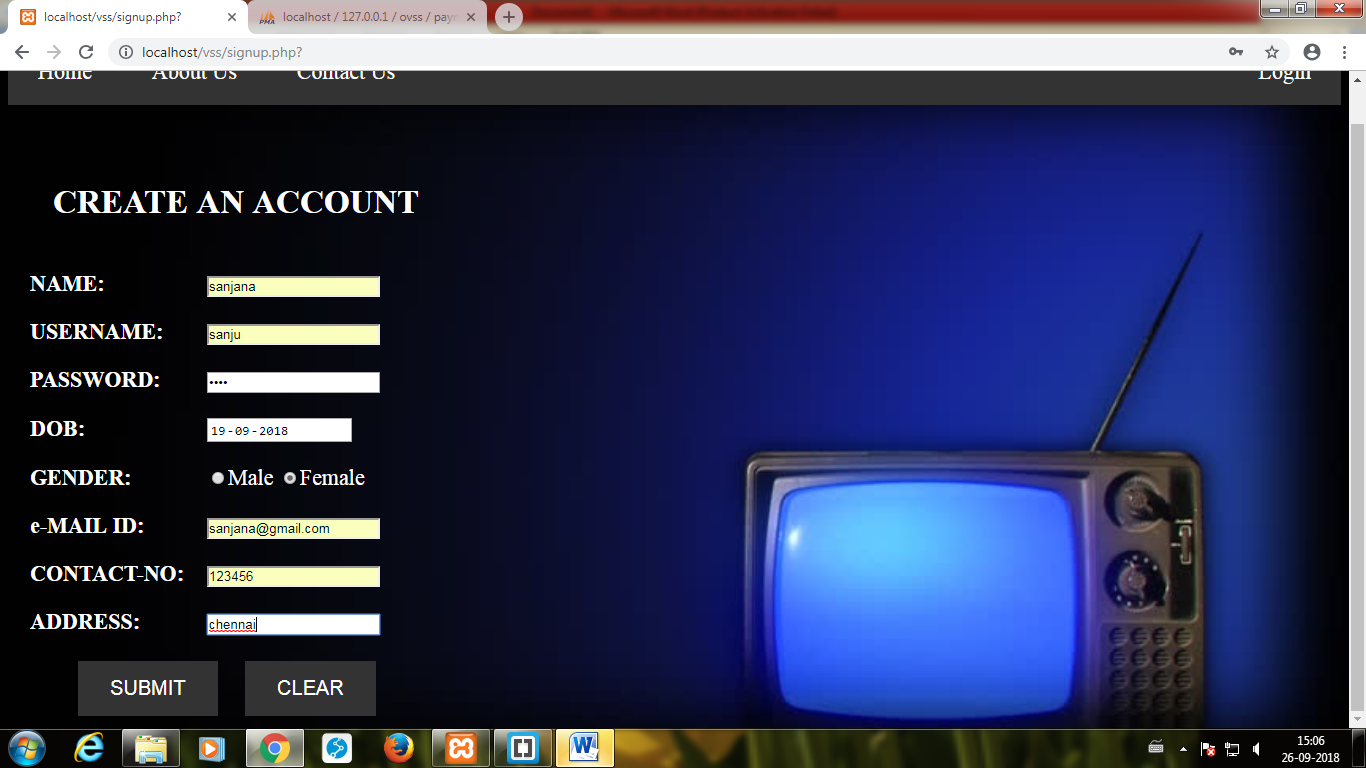 localhost/vss/signup.php?
localhost / 127.0.0.1 / ovss / payn
localhost/vss/signup.php?
Home About Us Contact Us Login
CREATE AN ACCOUNT
NAME: sanjana
USERNAME: sanju
PASSWORD: ••••
DOB: 19-09-2018
GENDER: Male Female
e-MAIL ID: sanjana@gmail.com
CONTACT-NO: 123456
ADDRESS: chennai
SUBMIT CLEAR
15:06
26-09-2018